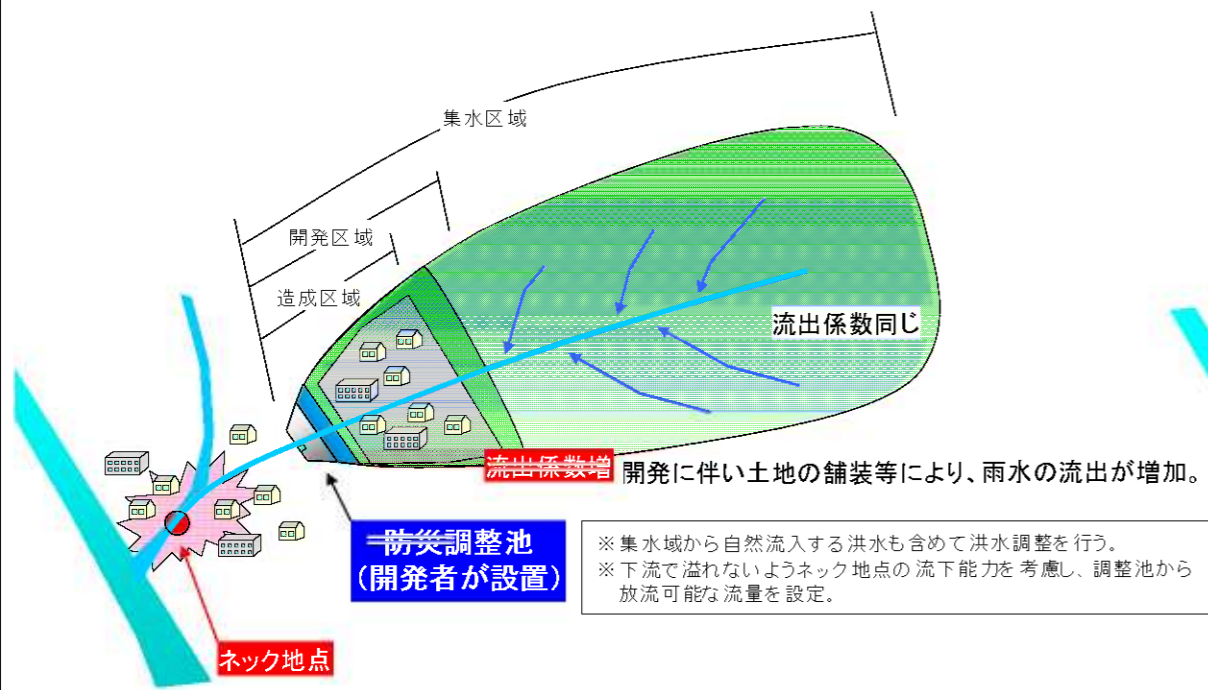 集水区域
開発区域
造成区域
流出係数同じ
流出係数増 開発に伴い土地の舗装等により、雨水の流出が増加。
防災調整池
(開発者が設置)
※集水域から自然流入する洪水も含めて洪水調整を行う。
※下流で溢れないようネック地点の流下能力を考慮し、調整池から
放流可能な流量を設定。
ネック地点